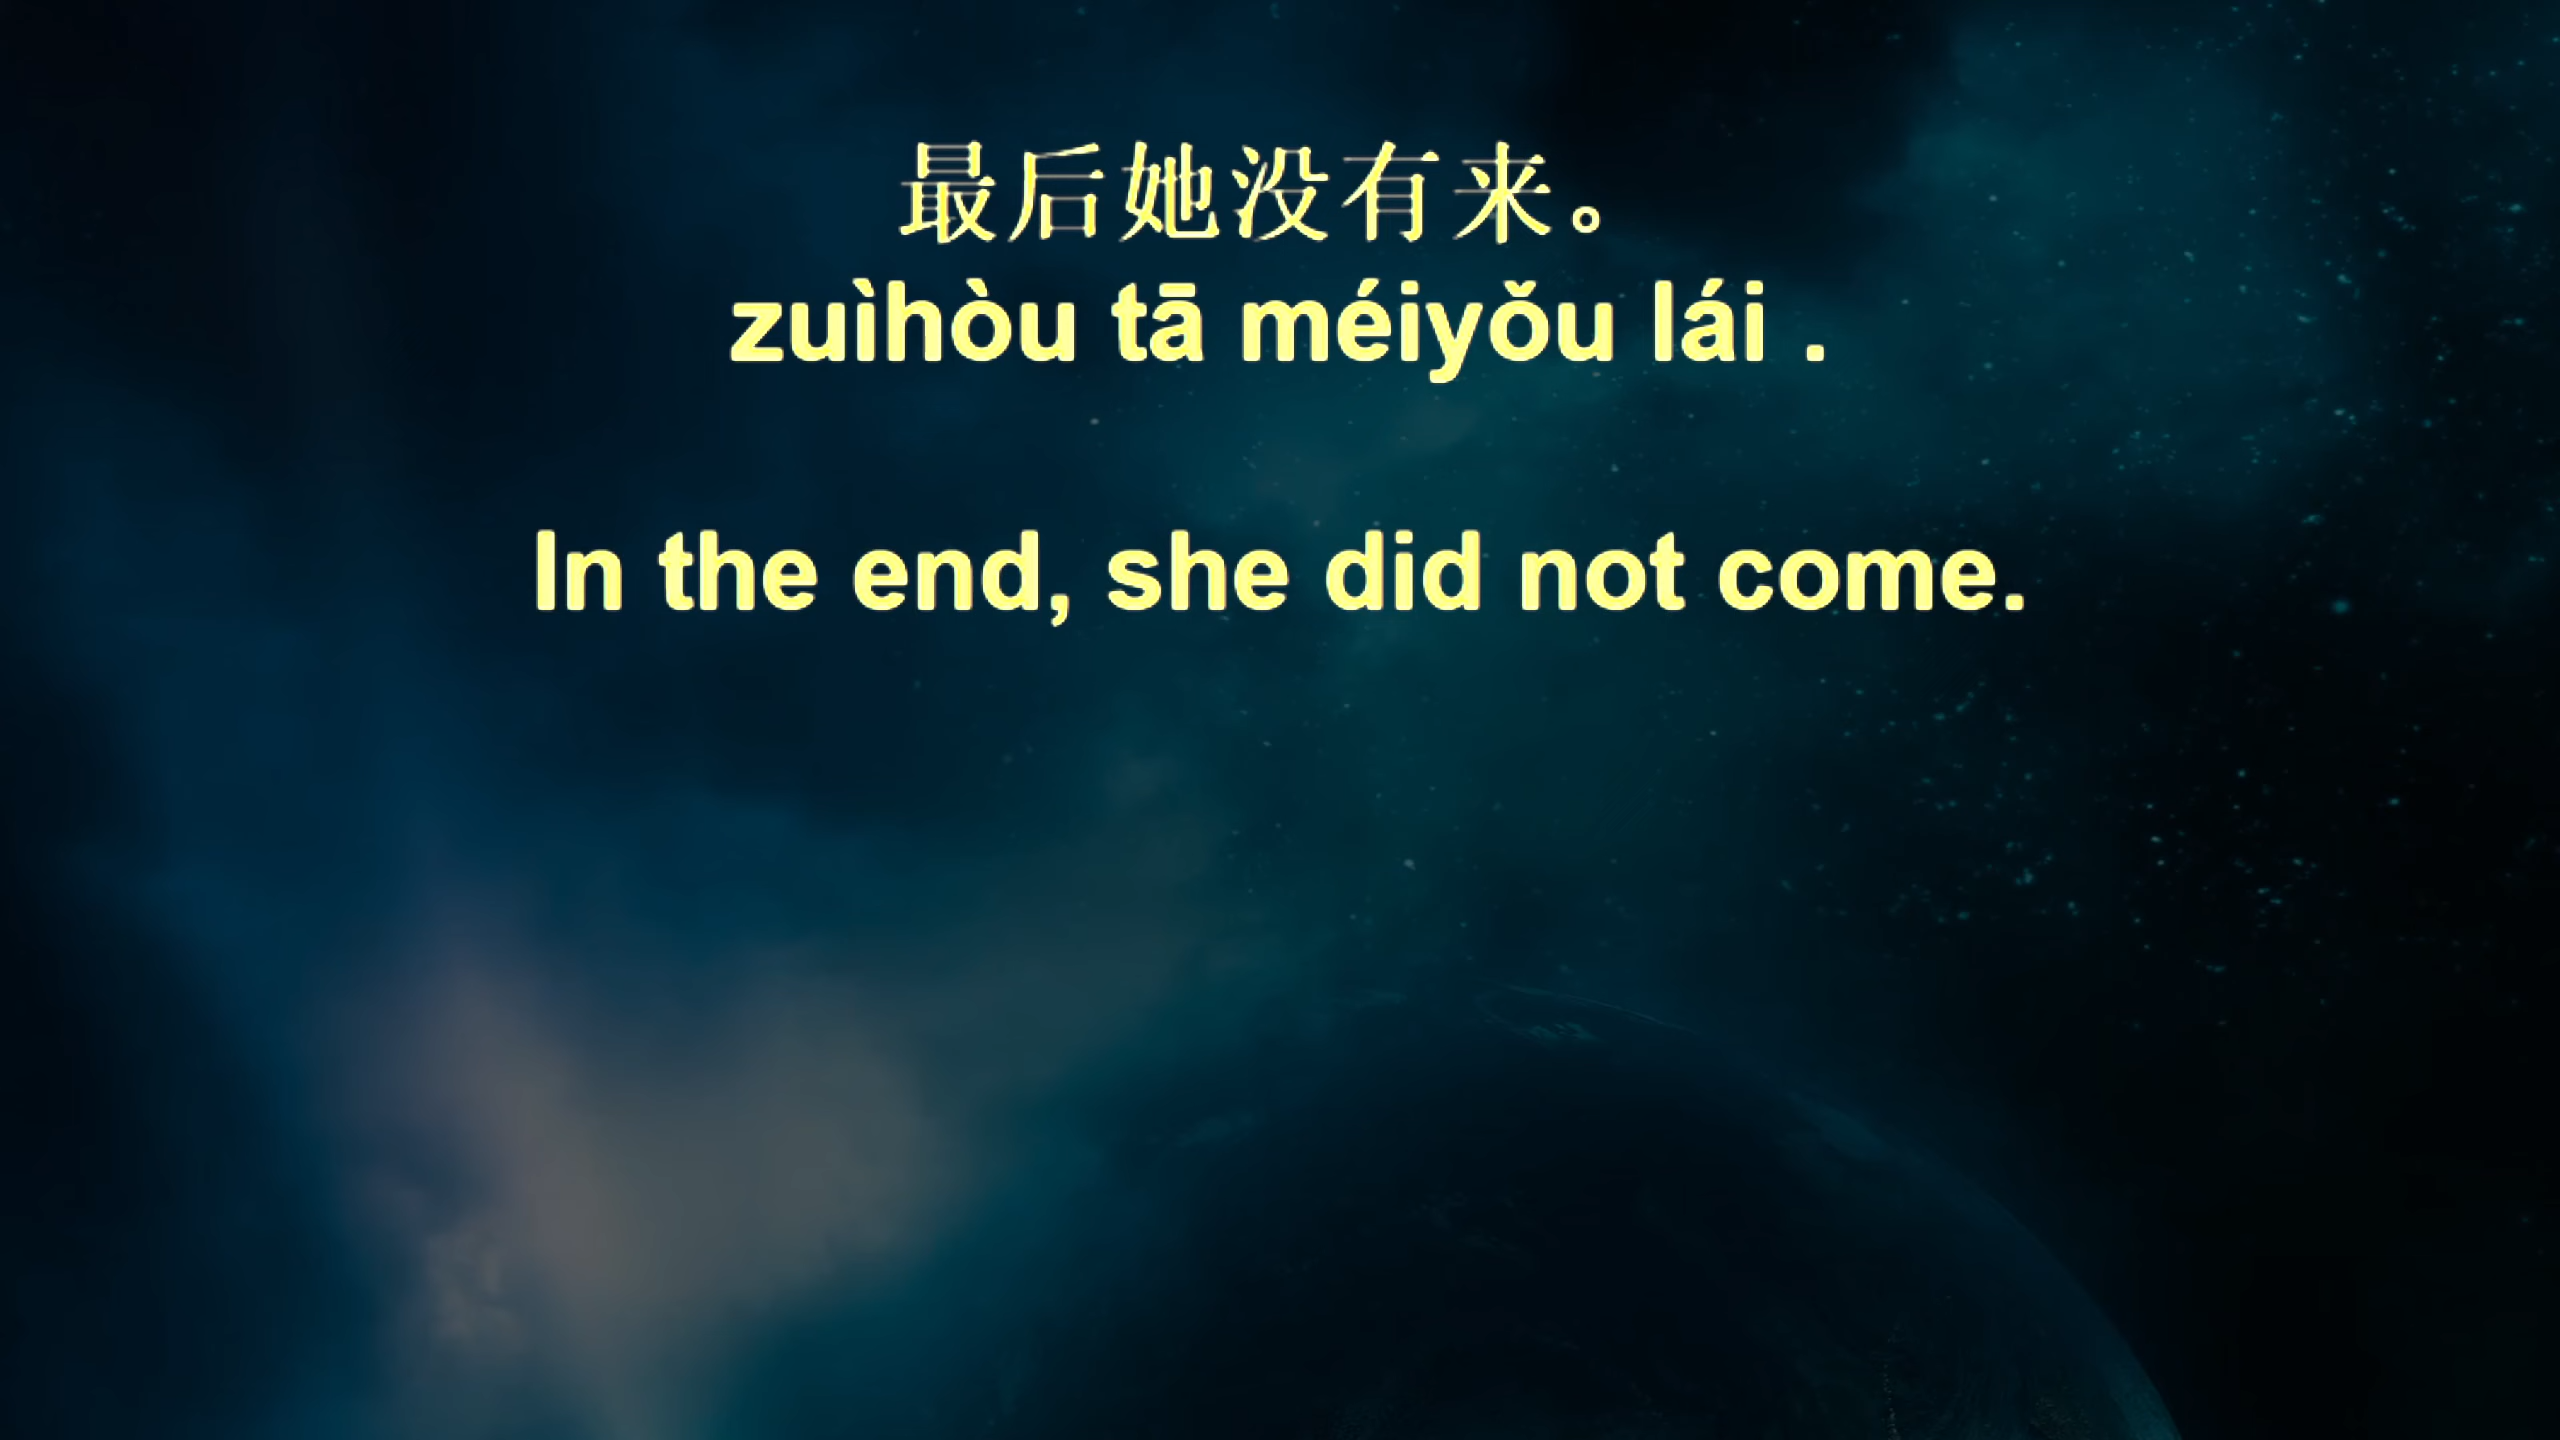 最后她没有来。
zuìhòu tā méiyǒu lái .
In the end, she did not come.